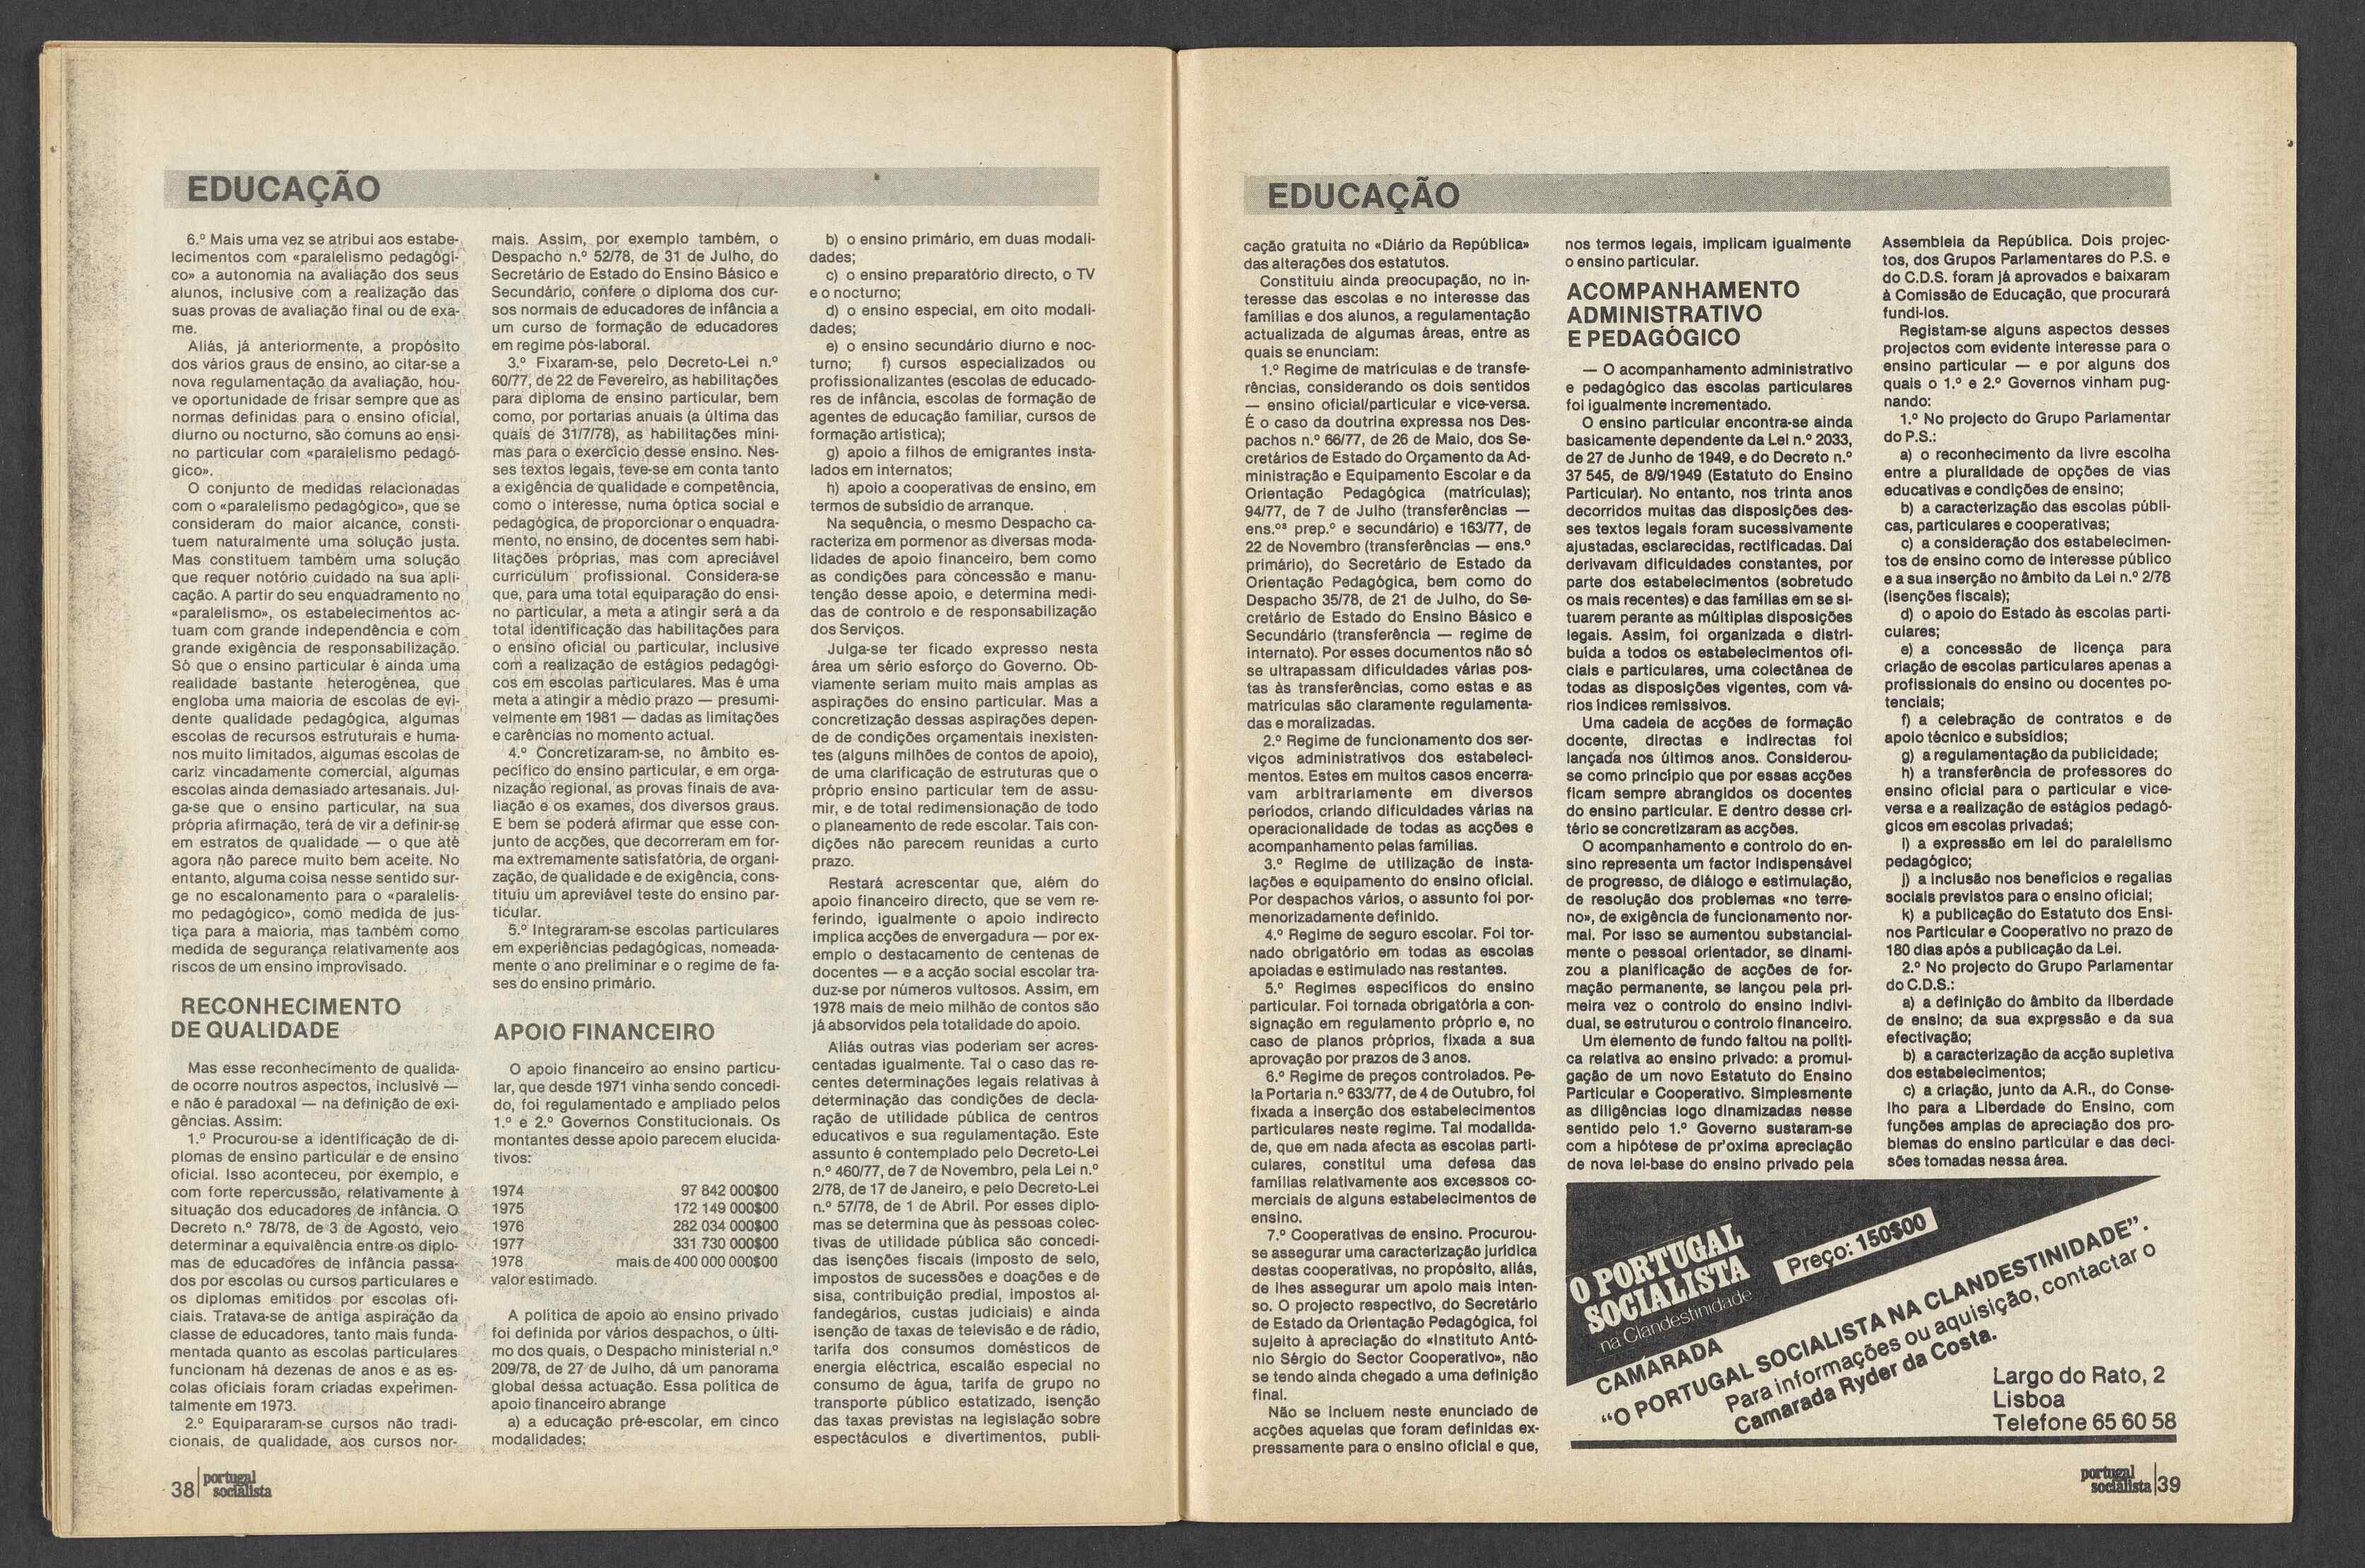 EDUCAÇÃO
6.º Mais uma vez se atribui aos estabe-
lecimentos com «paralelismo pedagógi-
co» a autonomia na avaliação dos seus
alunos, inclusive com a realização das
suas provas de avaliação final ou de exa-
me.
Aliás, já anteriormente, a propósito
dos vários graus de ensino, ao citar-se a
nova regulamentação da avaliação, hou-
ve oportunidade de frisar sempre que as
normas definidas para o ensino oficial,
diurno ou nocturno, são comuns ao ensi-
no particular com «paralelismo pedagó-
gico».
O conjunto de medidas relacionadas
com o «paralelismo pedagógico», que se
consideram do maior alcance, consti-
tuem naturalmente uma solução justa.
Mas constituem também uma solução
que requer notório cuidado na sua apli-
cação. A partir do seu enquadramento no
«paralelismo», os estabelecimentos ac-
tuam com grande independência e com
grande exigência de responsabilização.
Só que o ensino particular é ainda uma
realidade bastante heterogénea, que
engloba uma maioria de escolas de evi-
dente qualidade pedagógica, algumas
escolas de recursos estruturais e huma-
nos muito limitados, algumas escolas de
cariz vincadamente comercial, algumas
escolas ainda demasiado artesanais. Jul-
ga-se que o ensino particular, na sua
própria afirmação, terá de vir a definir-se
em estratos de qualidade — o que até
agora não parece muito bem aceite. No
entanto, alguma coisa nesse sentido sur-
ge no escalonamento para o «paralelis-
mo pedagógico», como medida de jus-
tiça para a maioria, mas também como
medida de segurança relativamente aos
riscos de um ensino improvisado.
RECONHECIMENTO
DE QUALIDADE
Mas esse reconhecimento de qualida-
de ocorre noutros aspectos, inclusivé —
e não é paradoxal — na definição de exi-
gências. Assim:
1.º Procurou-se a identificação de di-
plomas de ensino particular e de ensino
oficial. Isso aconteceu, por exemplo, e
com forte repercussão, relativamente à
situação dos educadores de infância. O
Decreto n.º 78/78, de 3 de Agosto, veio
determinar a equivalência entre os diplo-
mas de educadores de infância passa-
dos por escolas ou cursos particulares e
os diplomas emitidos por escolas ofi-
ciais. Tratava-se de antiga aspiração da
classe de educadores, tanto mais funda-
mentada quanto as escolas particulares
funcionam há dezenas de anos e as es-
colas oficiais foram criadas experimen-
talmente em 1973.
2.º Equipararam-se cursos não tradi-
cionais, de qualidade, aos cursos nor-
mais. Assim, por exemplo também, o
Despacho n.º 52/78, de 31 de Julho, do
Secretário de Estado do Ensino Básico e
Secundário, confere o diploma dos cur-
sos normais de educadores de infância a
um curso de formação de educadores
em regime pós-laboral.
3.º Fixaram-se, pelo Decreto-Lei n.º
60/77, de 22 de Fevereiro, as habilitações
para diploma de ensino particular, bem
como, por portarias anuais (a última das
quais de 31/7/78), as habilitações míni-
mas para o exercício desse ensino. Nes-
ses textos legais, teve-se em conta tanto
a exigência de qualidade e competência,
como o interesse, numa óptica social e
pedagógica, de proporcionar o enquadra-
mento, no ensino, de docentes sem habi-
litações próprias, mas com apreciável
curriculum profissional. Considera-se
que, para uma total equiparação do ensi-
no particular, a meta a atingir será a da
total identificação das habilitações para
o ensino oficial ou particular, inclusive
com a realização de estágios pedagógi-
cos em escolas particulares. Mas é uma
meta a atingir a médio prazo — presumi-
velmente em 1981 — dadas as limitações
e carências no momento actual.
4.º Concretizaram-se, no âmbito es-
pecífico do ensino particular, e em orga-
nização regional, as provas finais de ava-
liação e os exames, dos diversos graus.
E bem se poderá afirmar que esse con-
junto de acções, que decorreram em for-
ma extremamente satisfatória, de organi-
zação, de qualidade e de exigência, cons-
tituiu um apreviável teste do ensino par-
ticular.
5.º Integraram-se escolas particulares
em experiências pedagógicas, nomeada-
mente o ano preliminar e o regime de fa-
ses do ensino primário.
APOIO FINANCEIRO
O apoio financeiro ao ensino particu-
lar, que desde 1971 vinha sendo concedi-
do, foi regulamentado e ampliado pelos
1.º e 2.º Governos Constitucionais. Os
montantes desse apoio parecem elucida-
tivos:
1974 97 842 000$00
1975 172 149 000$00
1976 282 034 000$00
1977 331 730 000$00
1978 mais de 400 000 000$00
valor estimado.
A política de apoio ao ensino privado
foi definida por vários despachos, o últi-
mo dos quais, o Despacho ministerial n.º
209/78, de 27 de Julho, dá um panorama
global dessa actuação. Essa política de
apoio financeiro abrange
a) a educação pré-escolar, em cinco
modalidades;
b) o ensino primário, em duas modali-
dades;
c) o ensino preparatório directo, o TV
e o nocturno;
d) o ensino especial, em oito modali-
dades;
e) o ensino secundário diurno e noc-
turno; f) cursos especializados ou
profissionalizantes (escolas de educado-
res de infância, escolas de formação de
agentes de educação familiar, cursos de
formação artística);
g) apoio a filhos de emigrantes insta-
lados em internatos;
h) apoio a cooperativas de ensino, em
termos de subsídio de arranque.
Na sequência, o mesmo Despacho ca-
racteriza em pormenor as diversas moda-
lidades de apoio financeiro, bem como
as condições para concessão e manu-
tenção desse apoio, e determina medi-
das de controlo e de responsabilização
dos Serviços.
Julga-se ter ficado expresso nesta
área um sério esforço do Governo. Ob-
viamente seriam muito mais amplas as
aspirações do ensino particular. Mas a
concretização dessas aspirações depen-
de de condições orçamentais inexisten-
tes (alguns milhões de contos de apoio),
de uma clarificação de estruturas que o
próprio ensino particular tem de assu-
mir, e de total redimensionação de todo
o planeamento de rede escolar. Tais con-
dições não parecem reunidas a curto
prazo.
Restará acrescentar que, além do
apoio financeiro directo, que se vem re-
ferindo, igualmente o apoio indirecto
implica acções de envergadura — por ex-
emplo o destacamento de centenas de
docentes — e a acção social escolar tra-
duz-se por números vultosos. Assim, em
1978 mais de meio milhão de contos são
já absorvidos pela totalidade do apoio.
Aliás outras vias poderiam ser acres-
centadas igualmente. Tal o caso das re-
centes determinações legais relativas à
determinação das condições de decla-
ração de utilidade pública de centros
educativos e sua regulamentação. Este
assunto é contemplado pelo Decreto-Lei
n.º 460/77, de 7 de Novembro, pela Lei n.º
2/78, de 17 de Janeiro, e pelo Decreto-Lei
n.º 57/78, de 1 de Abril. Por esses diplo-
mas se determina que às pessoas colec-
tivas de utilidade pública são concedi-
das isenções fiscais (imposto de selo,
impostos de sucessões e doações e de
sisa, contribuição predial, impostos al-
fandegários, custas judiciais) e ainda
isenção de taxas de televisão e de rádio,
tarifa dos consumos domésticos de
energia eléctrica, escalão especial no
consumo de água, tarifa de grupo no
transporte público estatizado, isenção
das taxas previstas na legislação sobre
espectáculos e divertimentos, publi-
38 portugal
socialista
EDUCAÇÃO
cação gratuita no «Diário da República»
das alterações dos estatutos.
Constituiu ainda preocupação, no in-
teresse das escolas e no interesse das
famílias e dos alunos, a regulamentação
actualizada de algumas áreas, entre as
quais se enunciam:
1.º Regime de matrículas e de transfe-
rências, considerando os dois sentidos
— ensino oficial/particular e vice-versa.
É o caso da doutrina expressa nos Des-
pachos n.º 66/77, de 26 de Maio, dos Se-
cretários de Estado do Orçamento da Ad-
ministração e Equipamento Escolar e da
Orientação Pedagógica (matrículas);
94/77, de 7 de Julho (transferências —
ens.ºs prep.º e secundário) e 163/77, de
22 de Novembro (transferências — ens.º
primário), do Secretário de Estado da
Orientação Pedagógica, bem como do
Despacho 35/78, de 21 de Julho, do Se-
cretário de Estado do Ensino Básico e
Secundário (transferência — regime de
internato). Por esses documentos não só
se ultrapassam dificuldades várias pos-
tas às transferências, como estas e as
matrículas são claramente regulamenta-
das e moralizadas.
2.º Regime de funcionamento dos ser-
viços administrativos dos estabeleci-
mentos. Estes em muitos casos encerra-
vam arbitrariamente em diversos
períodos, criando dificuldades várias na
operacionalidade de todas as acções e
acompanhamento pelas famílias.
3.º Regime de utilização de insta-
lações e equipamento do ensino oficial.
Por despachos vários, o assunto foi por-
menorizadamente definido.
4.º Regime de seguro escolar. Foi tor-
nado obrigatório em todas as escolas
apoiadas e estimulado nas restantes.
5.º Regimes específicos do ensino
particular. Foi tornada obrigatória a con-
signação em regulamento próprio e, no
caso de planos próprios, fixada a sua
aprovação por prazos de 3 anos.
6.º Regime de preços controlados. Pe-
la Portaria n.º 633/77, de 4 de Outubro, foi
fixada a inserção dos estabelecimentos
particulares neste regime. Tal modalida-
de, que em nada afecta as escolas parti-
culares, constitui uma defesa das
famílias relativamente aos excessos co-
merciais de alguns estabelecimentos de
ensino.
7.º Cooperativas de ensino. Procurou-
se assegurar uma caracterização jurídica
destas cooperativas, no propósito, aliás,
de lhes assegurar um apoio mais inten-
so. O projecto respectivo, do Secretário
de Estado da Orientação Pedagógica, foi
sujeito à apreciação do «Instituto Antó-
nio Sérgio do Sector Cooperativo», não
se tendo ainda chegado a uma definição
final.
Não se incluem neste enunciado de
acções aquelas que foram definidas ex-
pressamente para o ensino oficial e que,
nos termos legais, implicam igualmente
o ensino particular.
ACOMPANHAMENTO
ADMINISTRATIVO
E PEDAGÓGICO
— O acompanhamento administrativo
e pedagógico das escolas particulares
foi igualmente incrementado.
O ensino particular encontra-se ainda
basicamente dependente da Lei n.º 2033,
de 27 de Junho de 1949, e do Decreto n.º
37 545, de 8/9/1949 (Estatuto do Ensino
Particular). No entanto, nos trinta anos
decorridos muitas das disposições des-
ses textos legais foram sucessivamente
ajustadas, esclarecidas, rectificadas. Daí
derivavam dificuldades constantes, por
parte dos estabelecimentos (sobretudo
os mais recentes) e das famílias em se si-
tuarem perante as múltiplas disposições
legais. Assim, foi organizada e distri-
buída a todos os estabelecimentos ofi-
ciais e particulares, uma colectânea de
todas as disposições vigentes, com vá-
rios índices remissivos.
Uma cadeia de acções de formação
docente, directas e indirectas foi
lançada nos últimos anos. Considerou-
se como princípio que por essas acções
ficam sempre abrangidos os docentes
do ensino particular. E dentro desse cri-
tério se concretizaram as acções.
O acompanhamento e controlo do en-
sino representa um factor indispensável
de progresso, de diálogo e estimulação,
de resolução dos problemas «no terre-
no», de exigência de funcionamento nor-
mal. Por isso se aumentou substancial-
mente o pessoal orientador, se dinami-
zou a planificação de acções de for-
mação permanente, se lançou pela pri-
meira vez o controlo do ensino indivi-
dual, se estruturou o controlo financeiro.
Um elemento de fundo faltou na políti-
ca relativa ao ensino privado: a promul-
gação de um novo Estatuto do Ensino
Particular e Cooperativo. Simplesmente
as diligências logo dinamizadas nesse
sentido pelo 1.º Governo sustaram-se
com a hipótese de pr'oxima apreciação
de nova lei-base do ensino privado pela
Assembleia da República. Dois projec-
tos, dos Grupos Parlamentares do P.S. e
do C.D.S. foram já aprovados e baixaram
à Comissão de Educação, que procurará
fundi-los.
Registam-se alguns aspectos desses
projectos com evidente interesse para o
ensino particular — e por alguns dos
quais o 1.º e 2.º Governos vinham pug-
nando:
1.º No projecto do Grupo Parlamentar
do P.S.:
a) o reconhecimento da livre escolha
entre a pluralidade de opções de vias
educativas e condições de ensino;
b) a caracterização das escolas públi-
cas, particulares e cooperativas;
c) a consideração dos estabelecimen-
tos de ensino como de interesse público
e a sua inserção no âmbito da Lei n.º 2/78
(isenções fiscais);
d) o apoio do Estado às escolas parti-
culares;
e) a concessão de licença para
criação de escolas particulares apenas a
profissionais do ensino ou docentes po-
tenciais;
f) a celebração de contratos e de
apoio técnico e subsídios;
g) a regulamentação da publicidade;
h) a transferência de professores do
ensino oficial para o particular e vice-
versa e a realização de estágios pedagó-
gicos em escolas privadas;
i) a expressão em lei do paralelismo
pedagógico;
j) a inclusão nos benefícios e regalias
sociais previstos para o ensino oficial;
k) a publicação do Estatuto dos Ensi-
nos Particular e Cooperativo no prazo de
180 dias após a publicação da Lei.
2.º No projecto do Grupo Parlamentar
do C.D.S.:
a) a definição do âmbito da liberdade
de ensino; da sua expressão e da sua
efectivação;
b) a caracterização da acção supletiva
dos estabelecimentos;
c) a criação, junto da A.R., do Conse-
lho para a Liberdade do Ensino, com
funções amplas de apreciação dos pro-
blemas do ensino particular e das deci-
sões tomadas nessa área.
O PORTUGAL
SOCIALISTA
na Clandestinidade
Preço: 150$00
CAMARADA
“O PORTUGAL SOCIALISTA NA CLANDESTINIDADE”.
Para informações ou aquisição, contactar o
Camarada Ryder da Costa.
Largo do Rato, 2
Lisboa
Telefone 65 60 58
portugal
socialista 39